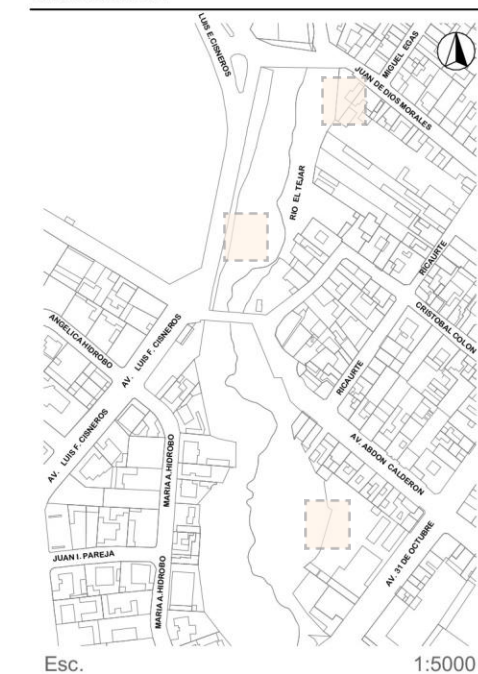 LUIS E.CISNEROS
MIGUEL EGAS
JUAN DE DIOS MORALES
RIO EL TEJAR
RICAURTE
CRISTOBAL COLON
ANGELICA HIDROBO
AV. LUIS F. CISNEROS
RICAURTE
AV. LUIS F. CISNEROS
MARIA A. HIDROBO
AV. ABDON CALDERON
AV. 31 DE OCTUBRE
JUAN I. PAREJA
MARIA A. HIDROBO
Esc. 1:5000